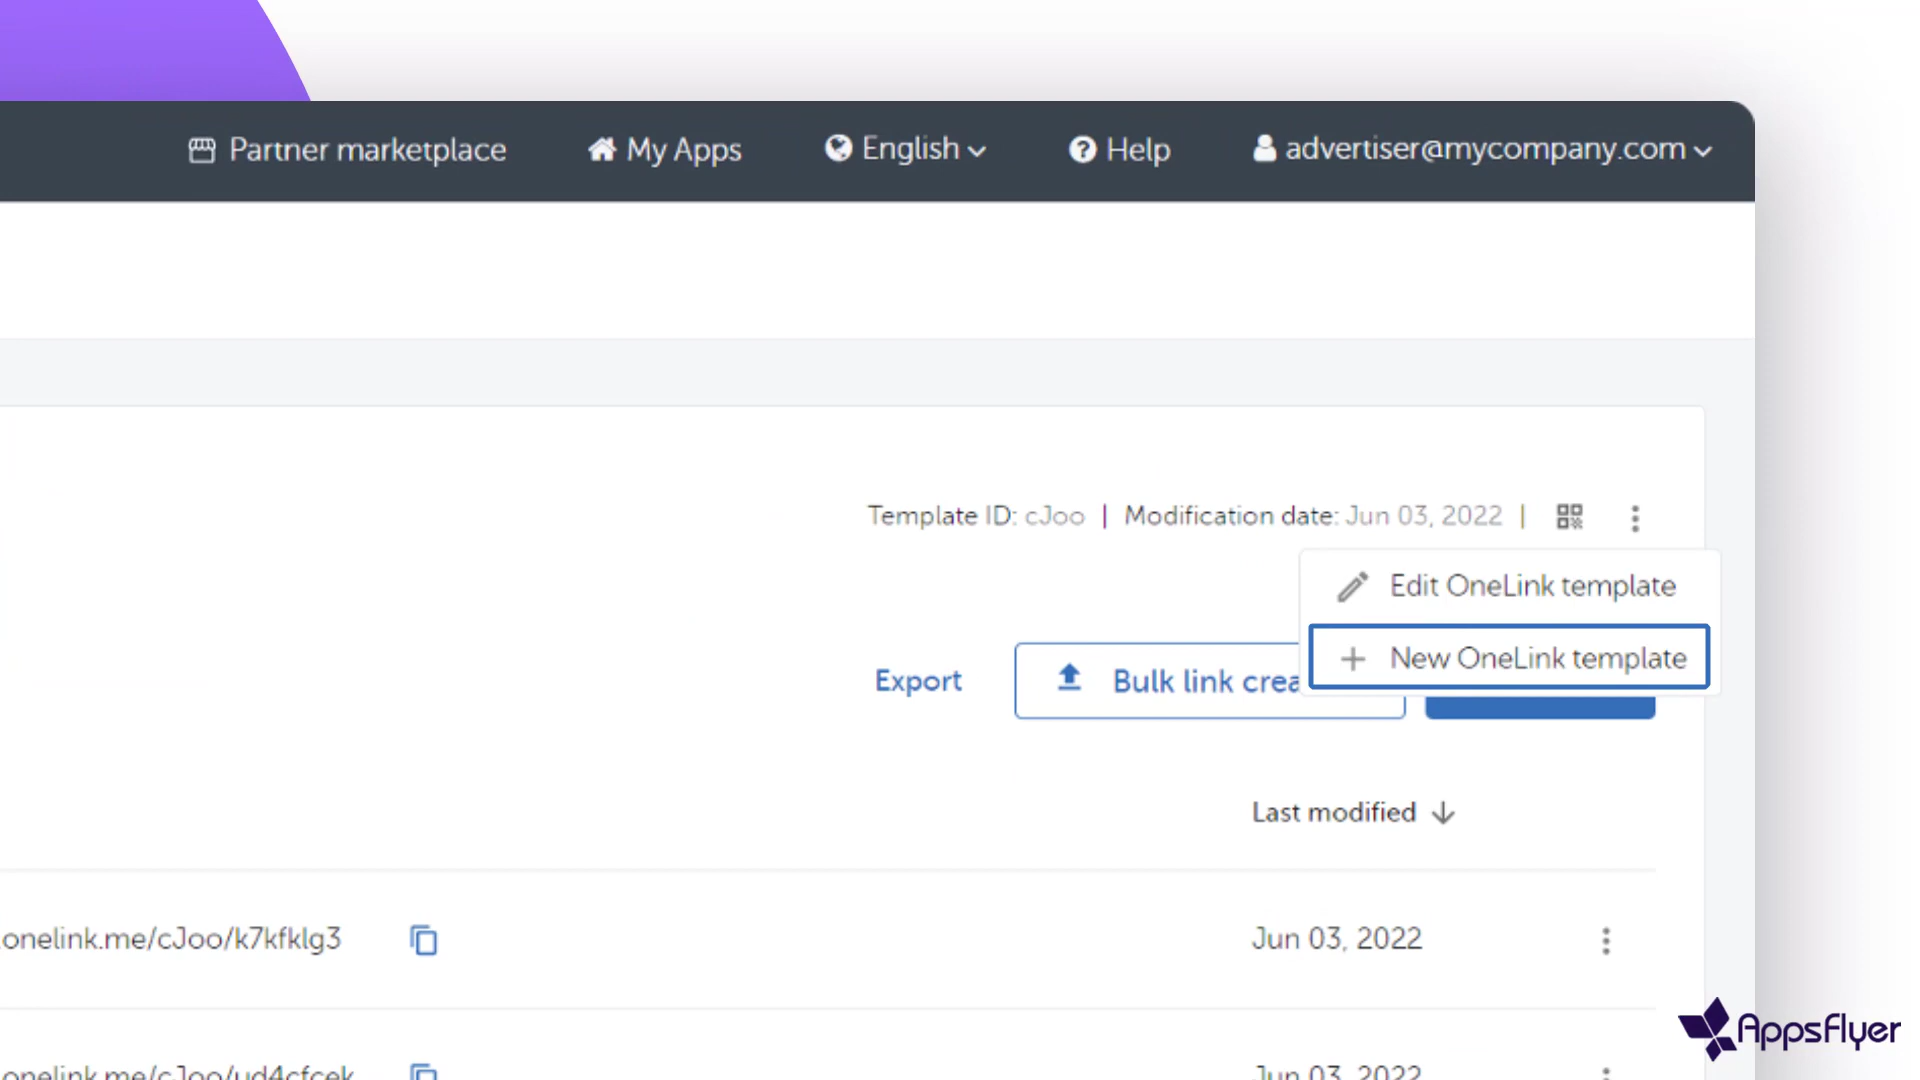 Partner marketplace My Apps English Help advertiser@mycompany.com
Template ID: cJoo | Modification date: Jun 03, 2022 |
Edit OneLink template
New OneLink template
Export Bulk link crea
Last modified
.onelink.me/cJoo/k7kfklg3 Jun 03, 2022
onelink.me/cJoo/ud4cfcek Jun 03, 2022
AppsFlyer